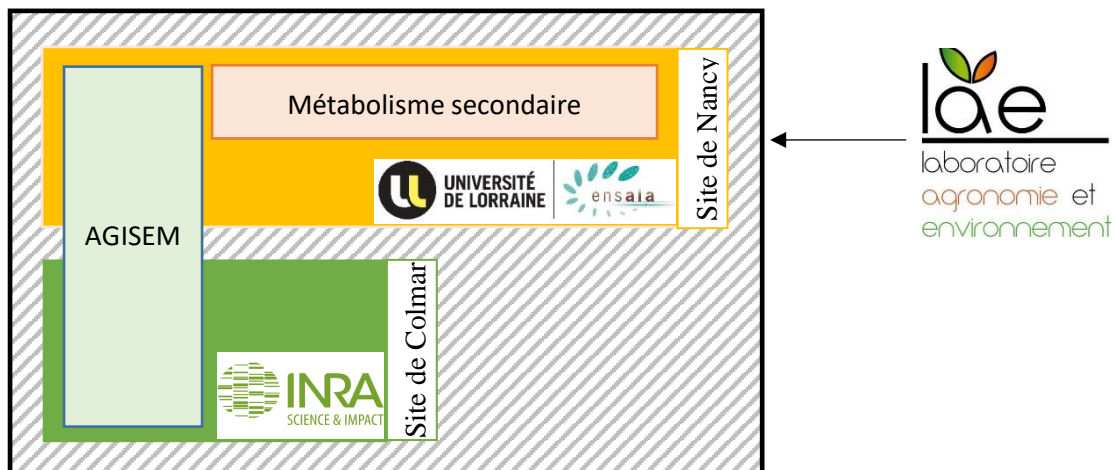 Métabolisme secondaire
Site de Nancy
UNIVERSITÉ
DE LORRAINE
ensaia
AGISEM
Site de Colmar
INRA
SCIENCE & IMPACT
lae
laboratoire
agronomie et
environnement